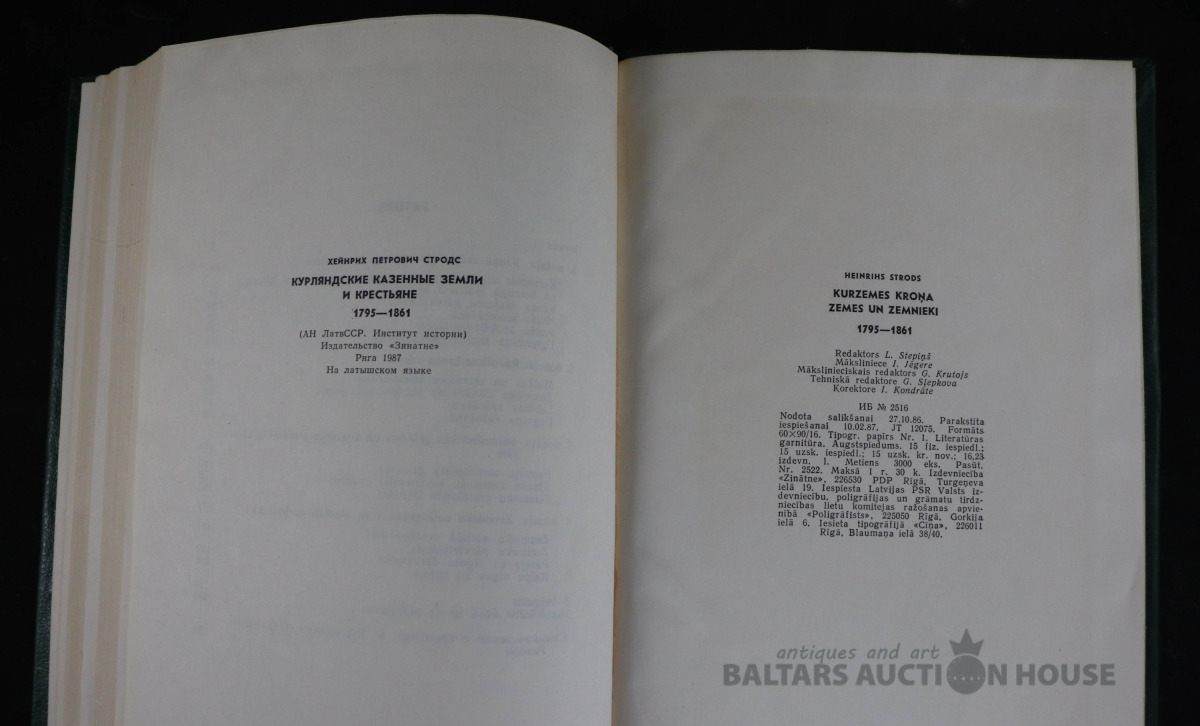 ХЕЙНРИХ ПЕТРОВИЧ СТРОДС
КУРЛЯНДСКИЕ КАЗЕННЫЕ ЗЕМЛИ
И КРЕСТЬЯНЕ
1795—1861
(АН ЛатвССР. Институт истории)
Издательство «Зинатне»
Рига 1987
На латышском языке
HEINRIHS STRODS
KURZEMES KROŅA
ZEMES UN ZEMNIEKI
1795—1861
Redaktors L. Stepiņš
Māksliniece I. Jēgere
Mākslinieciskais redaktors G. Krutojs
Tehniskā redaktore G. Sļepkova
Korektore I. Kondrāte
ИБ № 2516
Nodota salikšanai 27.10.86. Parakstīta
iespiešanai 10.02.87. JT 12075. Formāts
60×90/16. Tipogr. papīrs Nr. 1. Literatūras
garnitūra. Augstspiedums. 15 fiz. iespiedl.;
15 uzsk. iespiedl.; 15 uzsk. kr. nov.; 16,23
izdevn. l. Metiens 3000 eks. Pasūt.
Nr. 2522. Maksā 1 r. 30 k. Izdevniecība
«Zinātne», 226530 PDP Rīgā, Turgeņeva
ielā 19. Iespiesta Latvijas PSR Valsts iz-
devniecību, poligrāfijas un grāmatu tirdz-
niecības lietu komitejas ražošanas apvie-
nībā «Poligrāfists», 225050 Rīgā, Gorkija
ielā 6. Iesieta tipogrāfijā «Cīņa», 226011
Rīgā, Blaumaņa ielā 38/40.
antiques and art
BALTARS AUCTION HOUSE